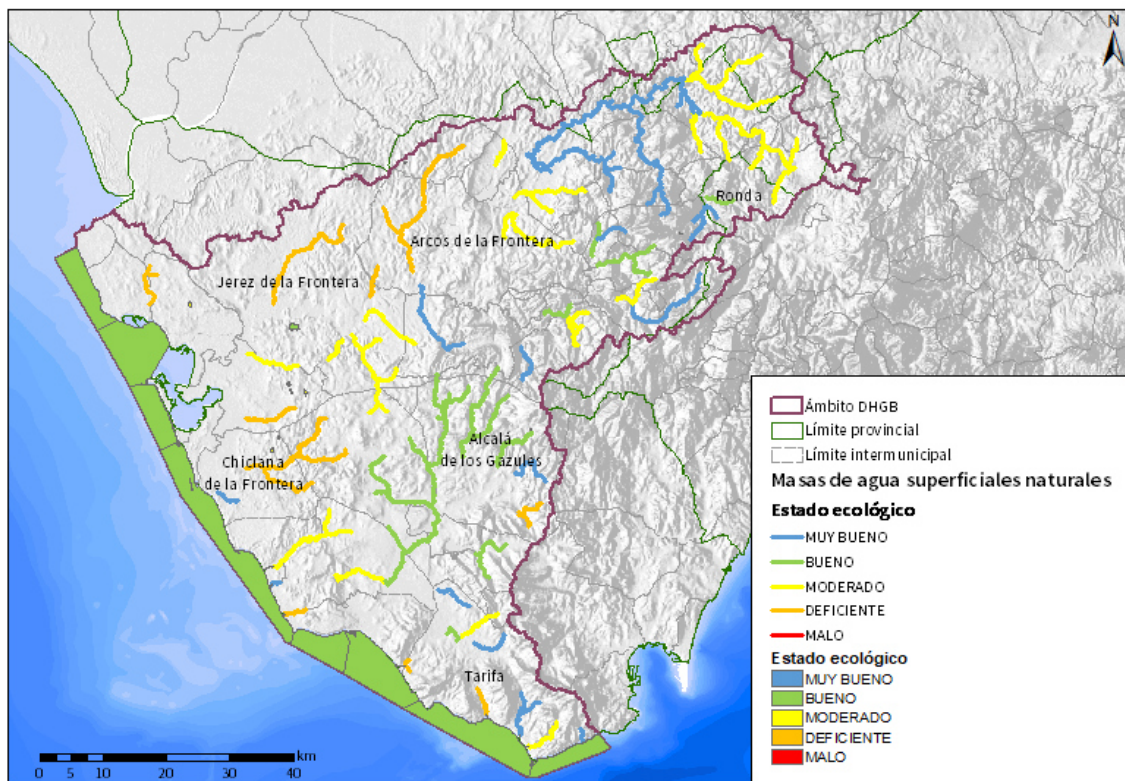 N
Ronda
Arcos de la Frontera
Jerez de la Frontera
Alcalá
de los Gazules
Chiclana
de la Frontera
Tarifa
km
0 5 10 20 30 40
Ámbito DHGB
Límite provincial
Límite intermunicipal
Masas de agua superficiales naturales
Estado ecológico
MUY BUENO
BUENO
MODERADO
DEFICIENTE
MALO
Estado ecológico
MUY BUENO
BUENO
MODERADO
DEFICIENTE
MALO